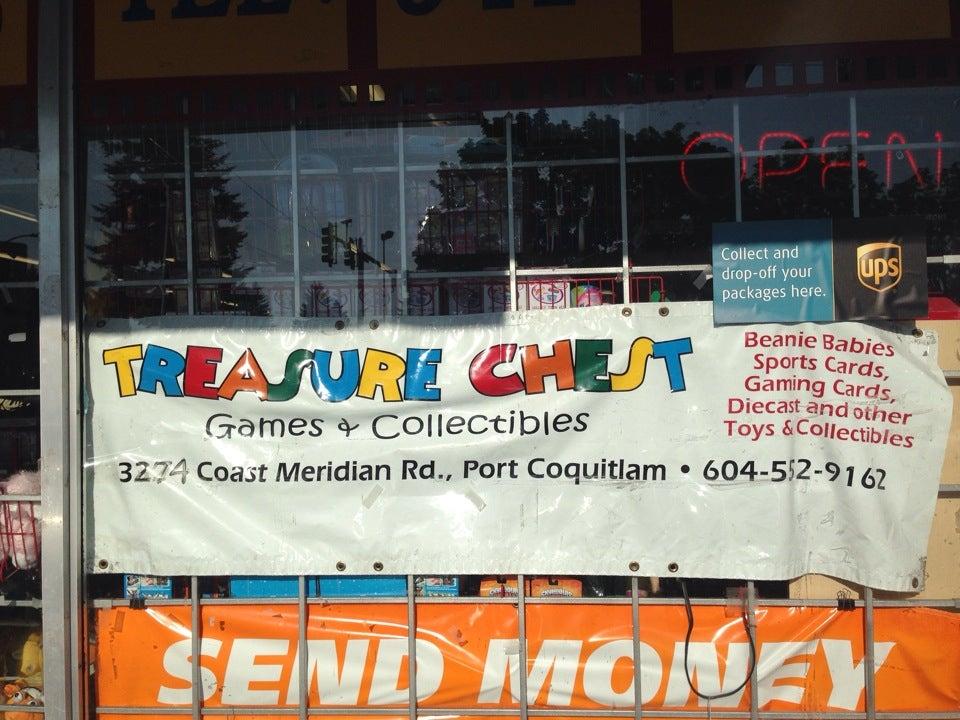 OPEN
Collect and
drop-off your
packages here.
ups
TREASURE CHEST
Games & Collectibles
3274 Coast Meridian Rd., Port Coquitlam • 604-552-9162
Beanie Babies
Sports Cards,
Gaming Cards,
Diecast and other
Toys & Collectibles
SEND MONEY